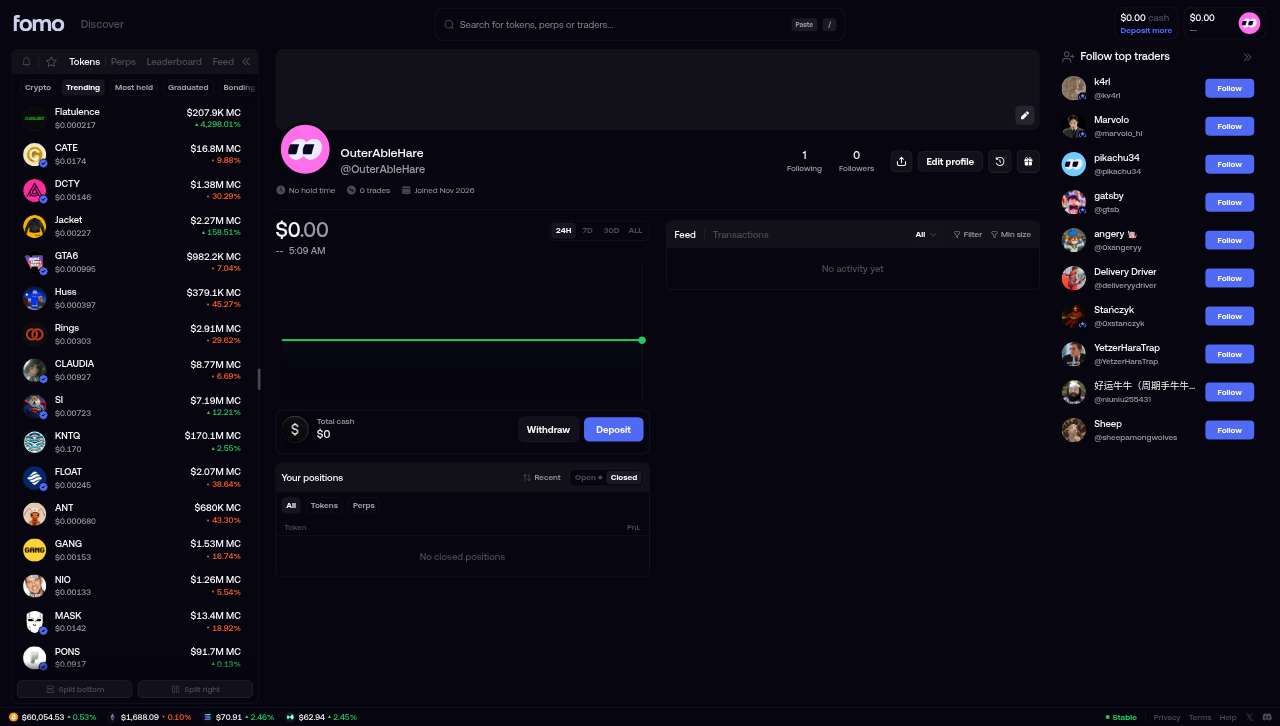 fomo
Discover
Search for tokens, perps or traders...
Paste
/
$0.00 cash
Deposit more
$0.00
—
Tokens Perps Leaderboard Feed
Crypto Trending Most held Graduated Bonding
Flatulence $207.9K MC
$0.000217 4,298.01%
CATE $16.8M MC
$0.0174 9.88%
DCTY $1.38M MC
$0.00146 30.29%
Jacket $2.27M MC
$0.00227 158.51%
GTA6 $982.2K MC
$0.000995 7.04%
Huss $379.1K MC
$0.000397 45.27%
Rings $2.91M MC
$0.00303 29.62%
CLAUDIA $8.77M MC
$0.00927 6.69%
SI $7.19M MC
$0.00723 12.21%
KNTQ $170.1M MC
$0.170 2.55%
FLOAT $2.07M MC
$0.00245 38.64%
ANT $680K MC
$0.000680 43.30%
GANG $1.53M MC
$0.00153 16.74%
NIO $1.26M MC
$0.00133 5.54%
MASK $13.4M MC
$0.0142 18.92%
PONS $91.7M MC
$0.0917 0.13%
Split bottom Split right
OuterAbleHare
@OuterAbleHare
1 Following
0 Followers
Edit profile
No hold time 0 trades Joined Nov 2026
$0.00
-- 5:09 AM
24H 7D 30D ALL
Total cash
$0
Withdraw Deposit
Your positions Recent Open Closed
All Tokens Perps
Token PnL
No closed positions
Feed Transactions All Filter Min size
No activity yet
Follow top traders
k4rl
@kv4rl
Follow
Marvolo
@marvolo_hl
Follow
pikachu34
@pikachu34
Follow
gatsby
@gtsb
Follow
angery
@0xangeryy
Follow
Delivery Driver
@deliveryydriver
Follow
Stańczyk
@0xstanczyk
Follow
YetzerHaraTrap
@YetzerHaraTrap
Follow
好运牛牛（周期手牛牛...
@niuniu255431
Follow
Sheep
@sheepamongwolves
Follow
$60,054.53 0.53% $1,688.09 0.10% $70.91 2.46% $62.94 2.45%
Stable Privacy Terms Help